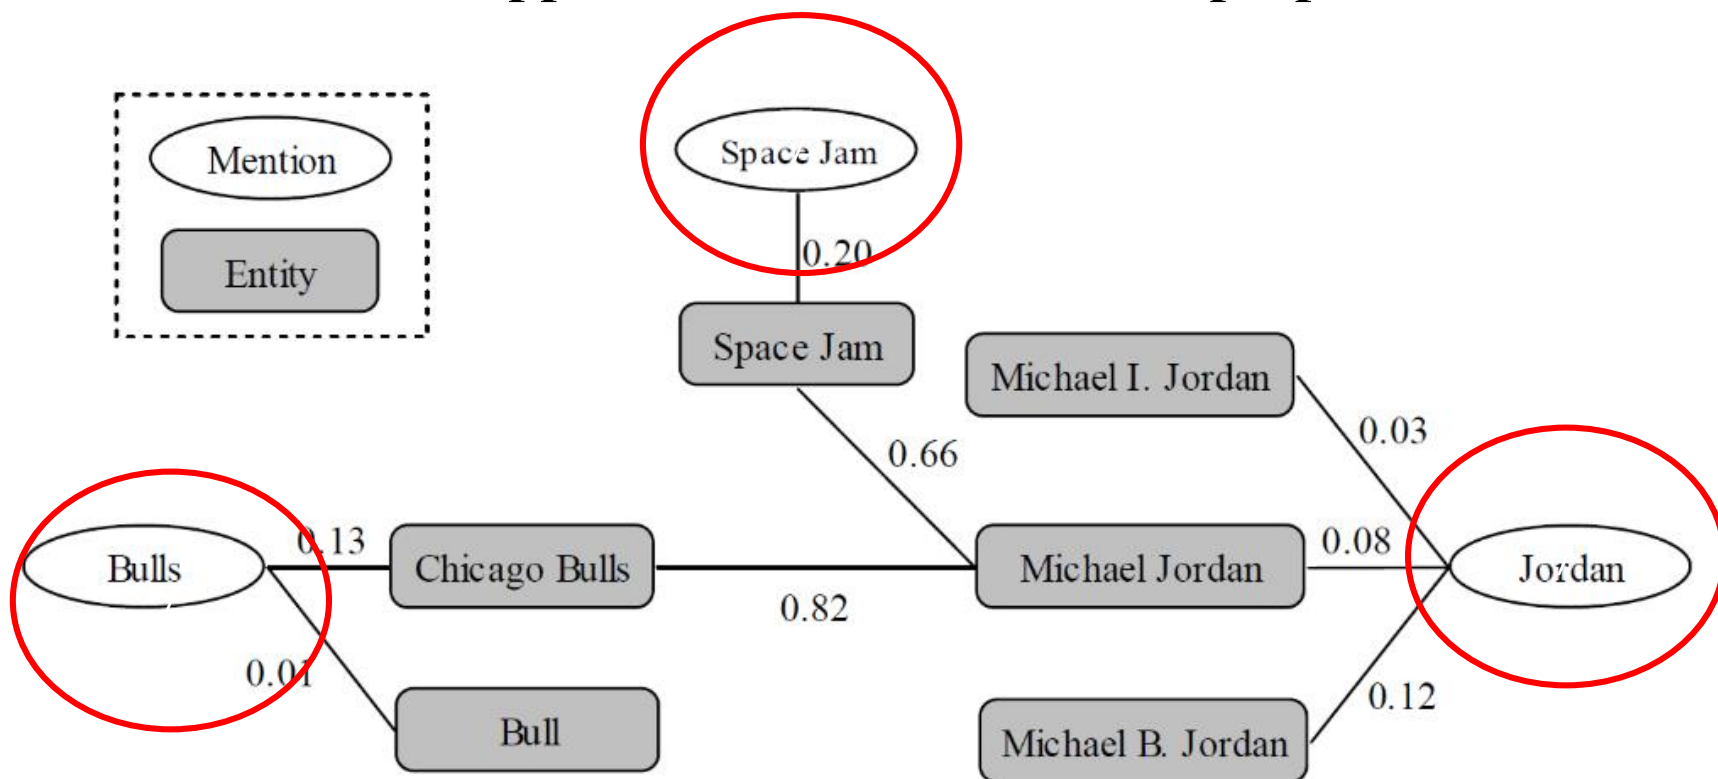 Mention
Space Jam
0.20
Entity
Space Jam
Michael I. Jordan
0.03
0.66
Bulls
0.13
Chicago Bulls
0.82
Michael Jordan
0.08
Jordan
0.01
Bull
0.12
Michael B. Jordan